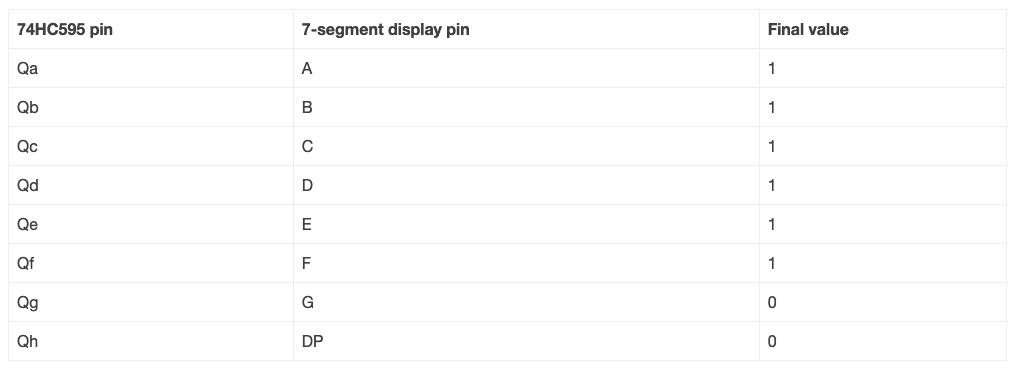 74HC595 pin 7-segment display pin Final value
Qa A 1
Qb B 1
Qc C 1
Qd D 1
Qe E 1
Qf F 1
Qg G 0
Qh DP 0